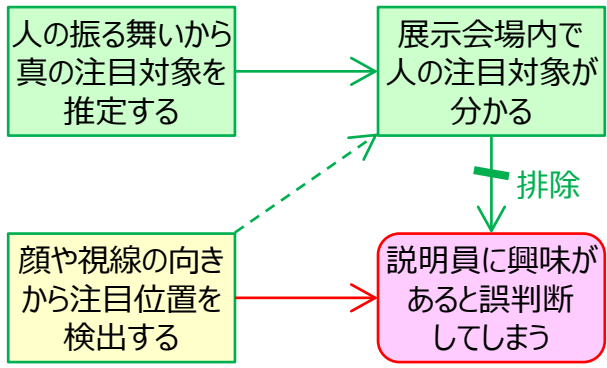 人の振る舞いから
真の注目対象を
推定する
展示会場内で
人の注目対象が
分かる
排除
顔や視線の向き
から注目位置を
検出する
説明員に興味が
あると誤判断
してしまう